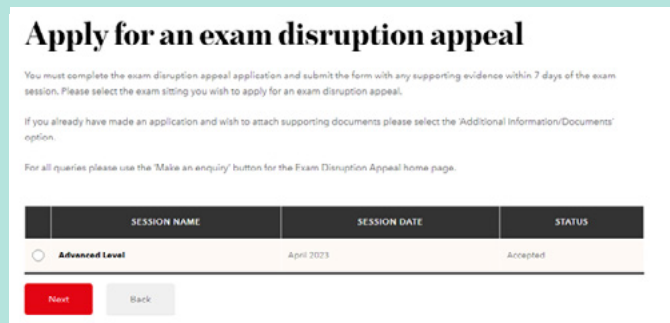 Apply for an exam disruption appeal
You must complete the exam disruption appeal application and submit the form with any supporting evidence within 7 days of the exam
session. Please select the exam sitting you wish to apply for an exam disruption appeal.
If you already have made an application and wish to attach supporting documents please select the 'Additional Information/Documents'
option.
For all queries please use the 'Make an enquiry' button for the Exam Disruption Appeal home page.
SESSION NAME SESSION DATE STATUS
Advanced Level April 2023 Accepted
Next Back